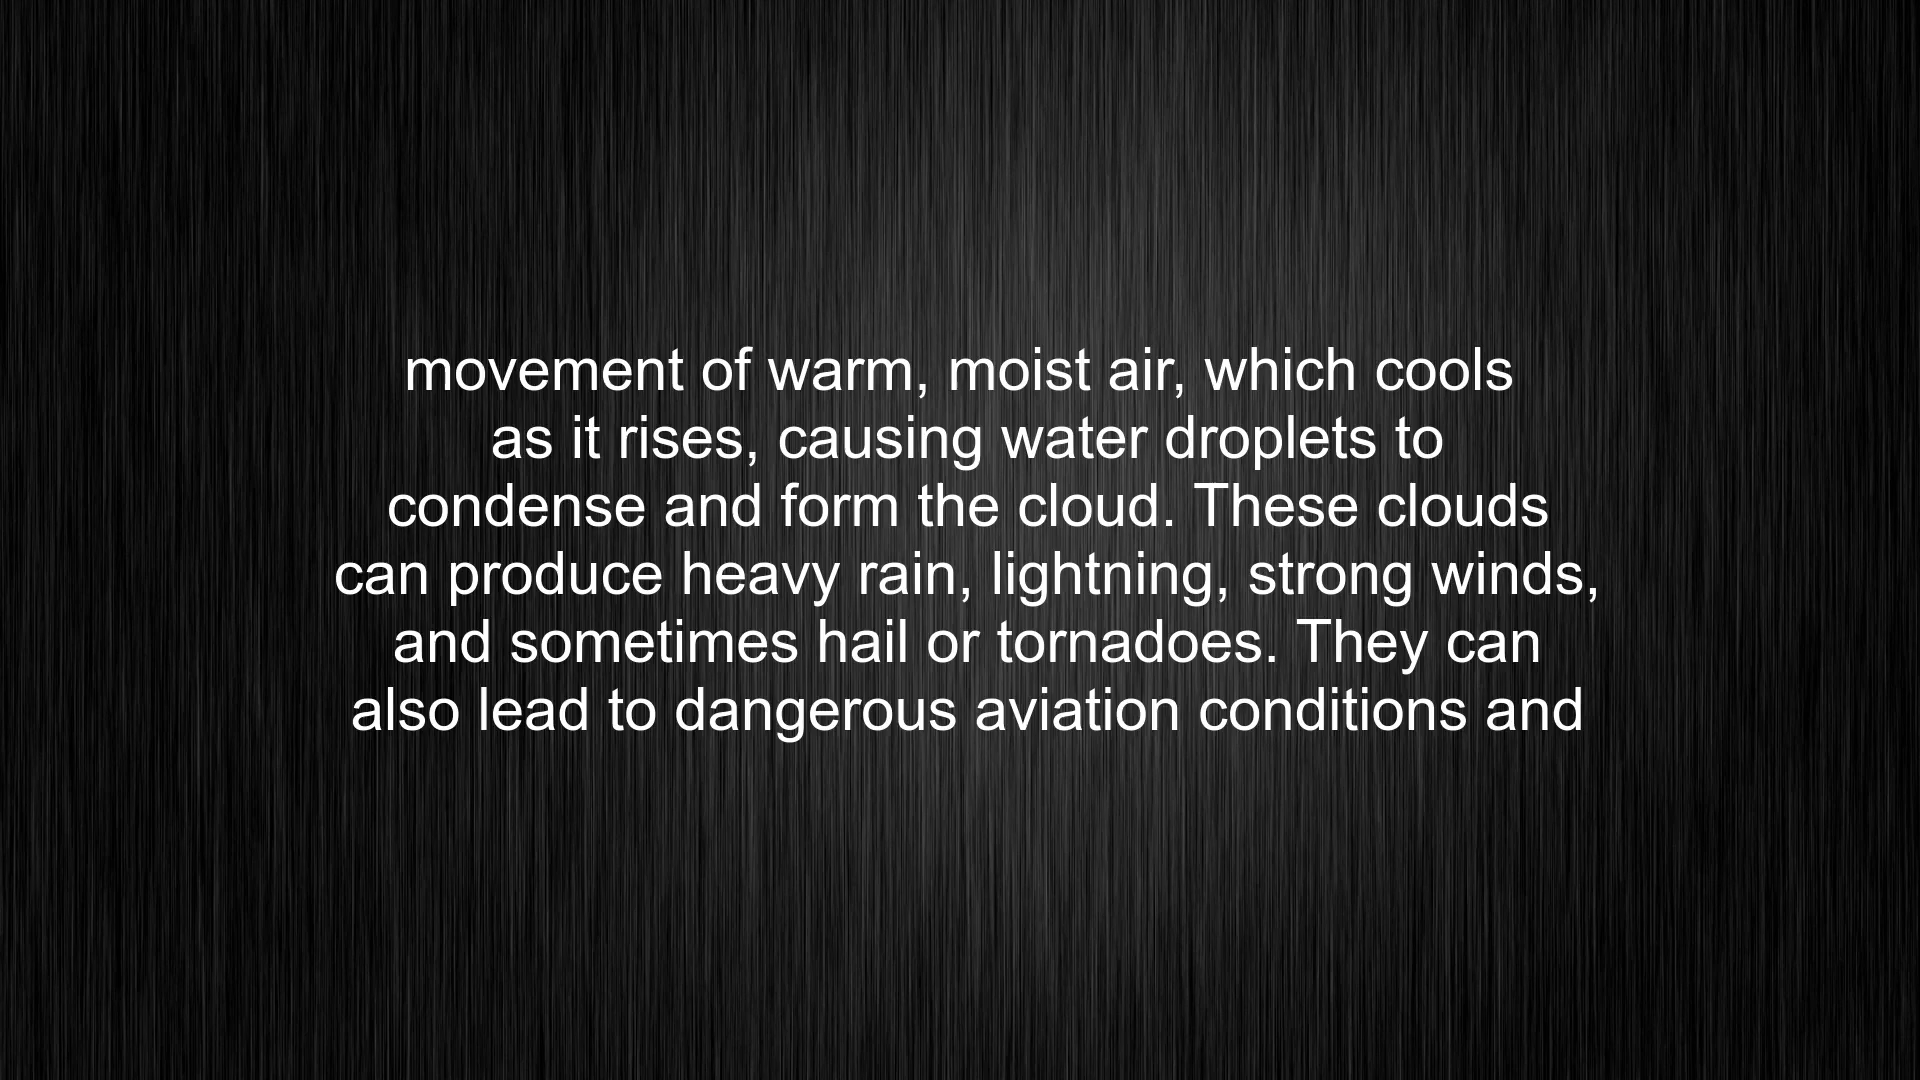 movement of warm, moist air, which cools
as it rises, causing water droplets to
condense and form the cloud. These clouds
can produce heavy rain, lightning, strong winds,
and sometimes hail or tornadoes. They can
also lead to dangerous aviation conditions and